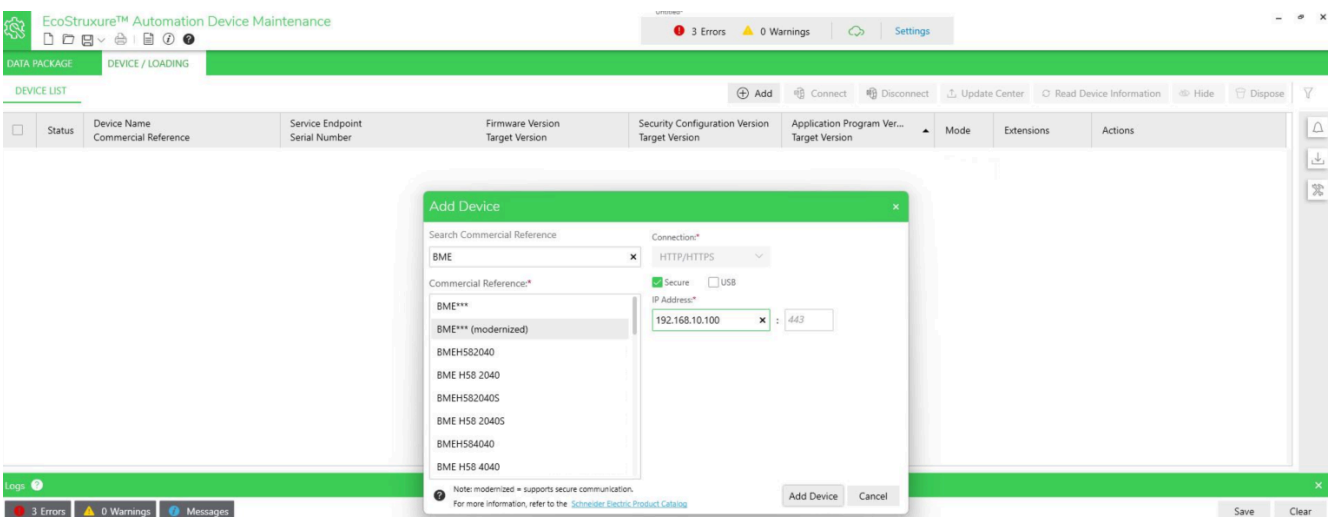 Untitled*
EcoStruxure™ Automation Device Maintenance
3 Errors 0 Warnings Settings
DATA PACKAGE DEVICE / LOADING
DEVICE LIST
Add Connect Disconnect Update Center Read Device Information Hide Dispose
Status Device Name Service Endpoint Firmware Version Security Configuration Version Application Program Ver... Mode Extensions Actions
Commercial Reference Serial Number Target Version Target Version Target Version
Add Device
Search Commercial Reference Connection:*
BME HTTP/HTTPS
Commercial Reference:* Secure USB
IP Address:*
BME***
192.168.10.100 : 443
BME*** (modernized)
BMEH582040
BME H58 2040
BMEH582040S
BME H58 2040S
BMEH584040
BME H58 4040
Note: modernized = supports secure communication.
For more information, refer to the Schneider Electric Product Catalog
Add Device Cancel
Logs ?
3 Errors 0 Warnings Messages Save Clear